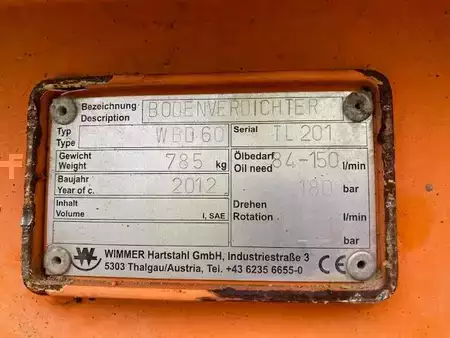 Bezeichnung
Description BODENVERDICHTER
Typ
Type WBD 60 Serial TL 201
Gewicht
Weight 785 kg
Ölbedarf
Oil need 84-150 l/min
Baujahr
Year of c. 2012 180 bar
Inhalt
Volume l, SAE
Drehen
Rotation l/min
bar
WIMMER Hartstahl GmbH, Industriestraße 3
5303 Thalgau/Austria, Tel. +43 6235 6655-0 CE